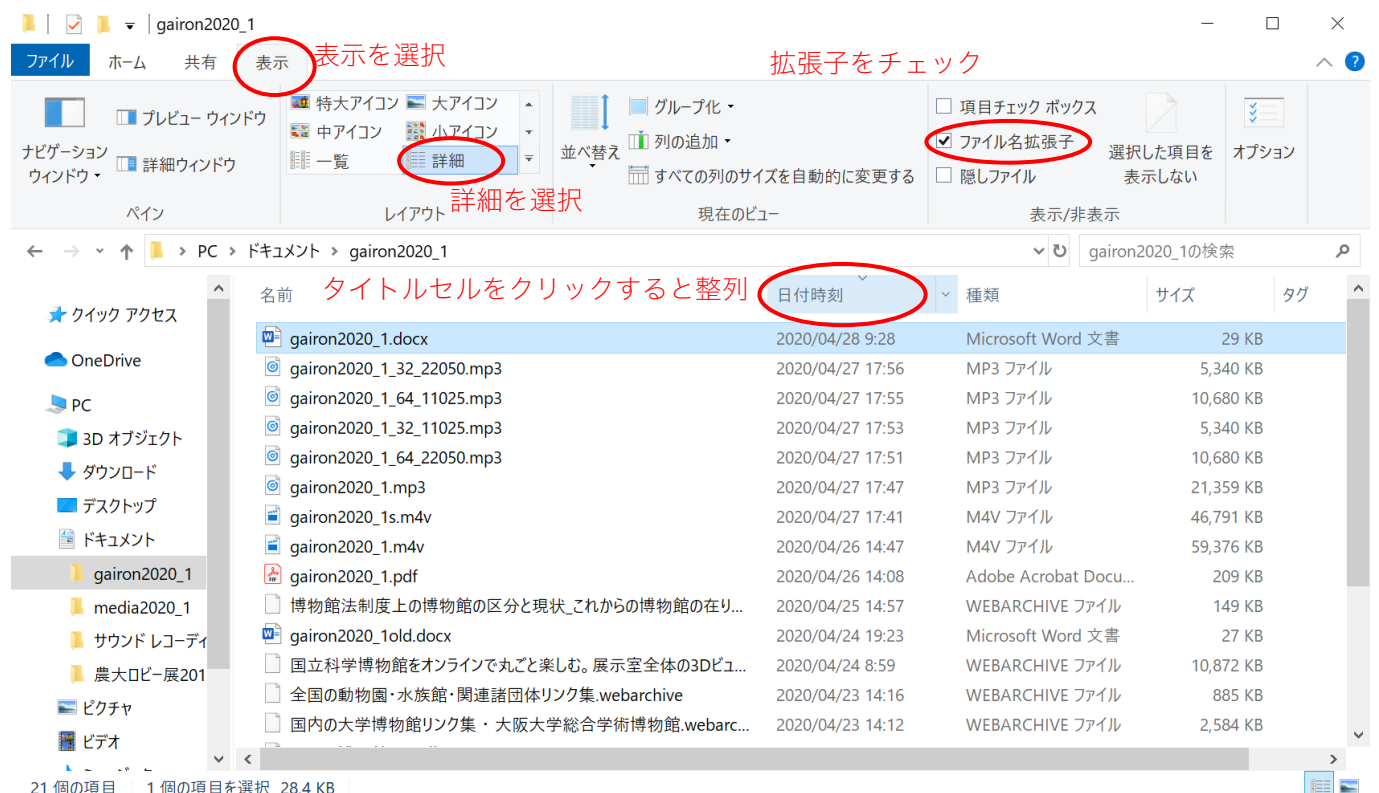 gairon2020_1
ファイル ホーム 共有 表示 表示を選択 拡張子をチェック
特大アイコン 大アイコン グループ化 項目チェック ボックス
プレビュー ウィンドウ 中アイコン 小アイコン 列の追加 ファイル名拡張子
ナビゲーション ウィンドウ 詳細ウィンドウ 一覧 詳細 並べ替え すべての列のサイズを自動的に変更する 隠しファイル 選択した項目を表示しない オプション
詳細を選択
ペイン レイアウト 現在のビュー 表示/非表示
PC ドキュメント gairon2020_1 gairon2020_1の検索
タイトルセルをクリックすると整列
名前 日付時刻 種類 サイズ タグ
クイック アクセス
OneDrive
PC
3D オブジェクト
ダウンロード
デスクトップ
ドキュメント
gairon2020_1
media2020_1
サウンド レコーディ
農大ロビー展201
ピクチャ
ビデオ
gairon2020_1.docx 2020/04/28 9:28 Microsoft Word 文書 29 KB
gairon2020_1_32_22050.mp3 2020/04/27 17:56 MP3 ファイル 5,340 KB
gairon2020_1_64_11025.mp3 2020/04/27 17:55 MP3 ファイル 10,680 KB
gairon2020_1_32_11025.mp3 2020/04/27 17:53 MP3 ファイル 5,340 KB
gairon2020_1_64_22050.mp3 2020/04/27 17:51 MP3 ファイル 10,680 KB
gairon2020_1.mp3 2020/04/27 17:47 MP3 ファイル 21,359 KB
gairon2020_1s.m4v 2020/04/27 17:41 M4V ファイル 46,791 KB
gairon2020_1.m4v 2020/04/26 14:47 M4V ファイル 59,376 KB
gairon2020_1.pdf 2020/04/26 14:08 Adobe Acrobat Docu... 209 KB
博物館法制度上の博物館の区分と現状_これからの博物館の在り... 2020/04/25 14:57 WEBARCHIVE ファイル 149 KB
gairon2020_1old.docx 2020/04/24 19:23 Microsoft Word 文書 27 KB
国立科学博物館をオンラインで丸ごと楽しむ。展示室全体の3Dビュ... 2020/04/24 8:59 WEBARCHIVE ファイル 10,872 KB
全国の動物園・水族館・関連諸団体リンク集.webarchive 2020/04/23 14:16 WEBARCHIVE ファイル 885 KB
国内の大学博物館リンク集 ・ 大阪大学総合学術博物館.webarc... 2020/04/23 14:12 WEBARCHIVE ファイル 2,584 KB
21 個の項目 1 個の項目を選択 28.4 KB